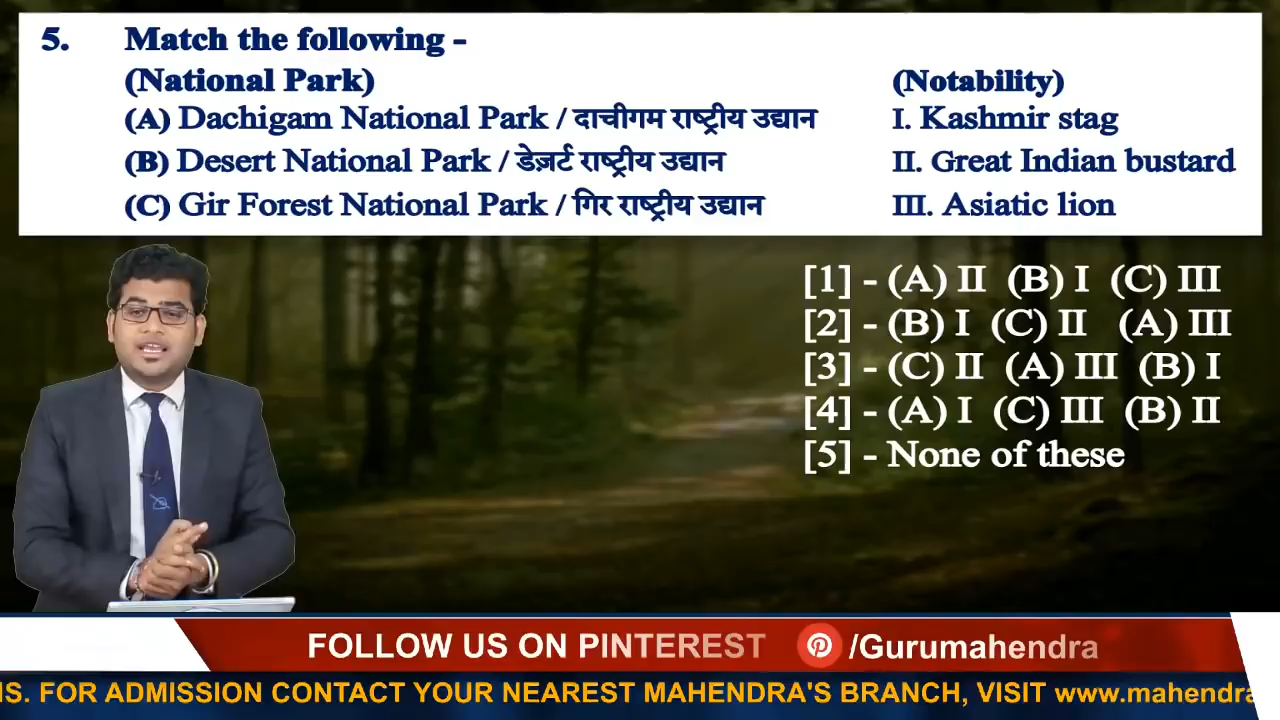 5. Match the following -
(National Park) (Notability)
(A) Dachigam National Park / दाचीगम राष्ट्रीय उद्यान I. Kashmir stag
(B) Desert National Park / डेज़र्ट राष्ट्रीय उद्यान II. Great Indian bustard
(C) Gir Forest National Park / गिर राष्ट्रीय उद्यान III. Asiatic lion
[1] - (A) II (B) I (C) III
[2] - (B) I (C) II (A) III
[3] - (C) II (A) III (B) I
[4] - (A) I (C) III (B) II
[5] - None of these
FOLLOW US ON PINTEREST /Gurumahendra
IS. FOR ADMISSION CONTACT YOUR NEAREST MAHENDRA'S BRANCH, VISIT www.mahendra